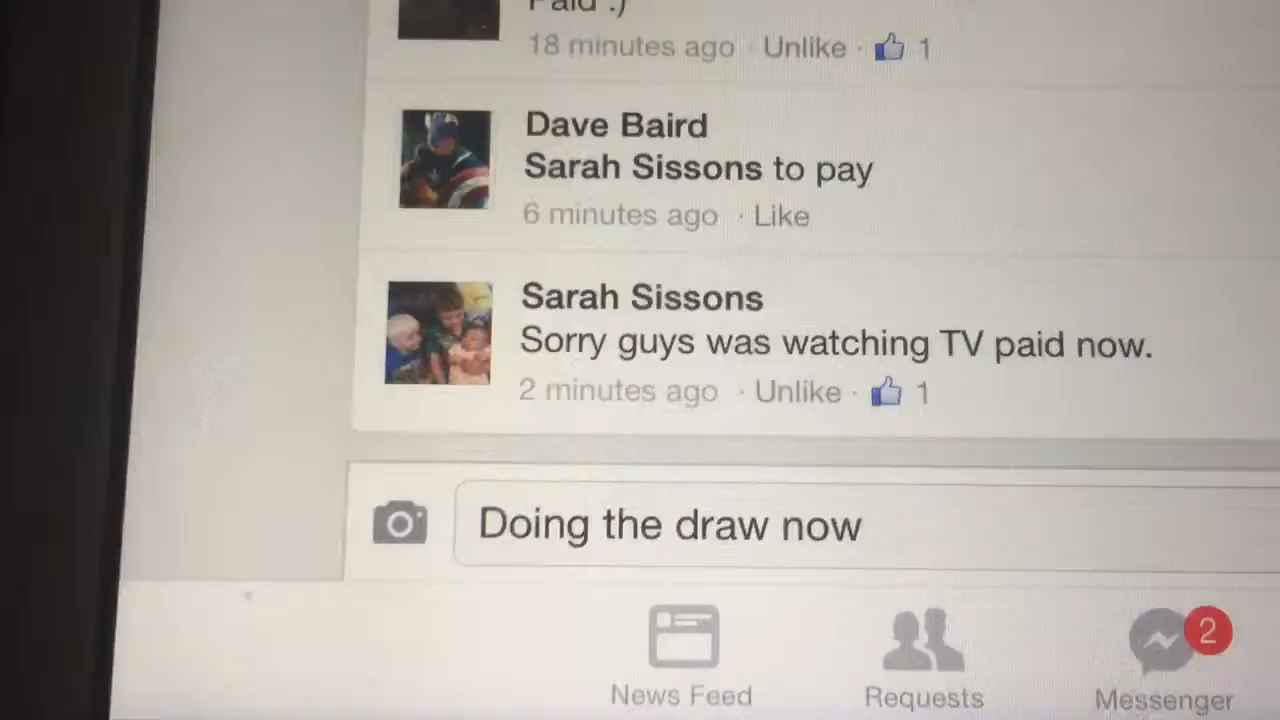 Paid :)
18 minutes ago · Unlike · 1
Dave Baird
Sarah Sissons to pay
6 minutes ago · Like
Sarah Sissons
Sorry guys was watching TV paid now.
2 minutes ago · Unlike · 1
Doing the draw now
2
News Feed Requests Messenger